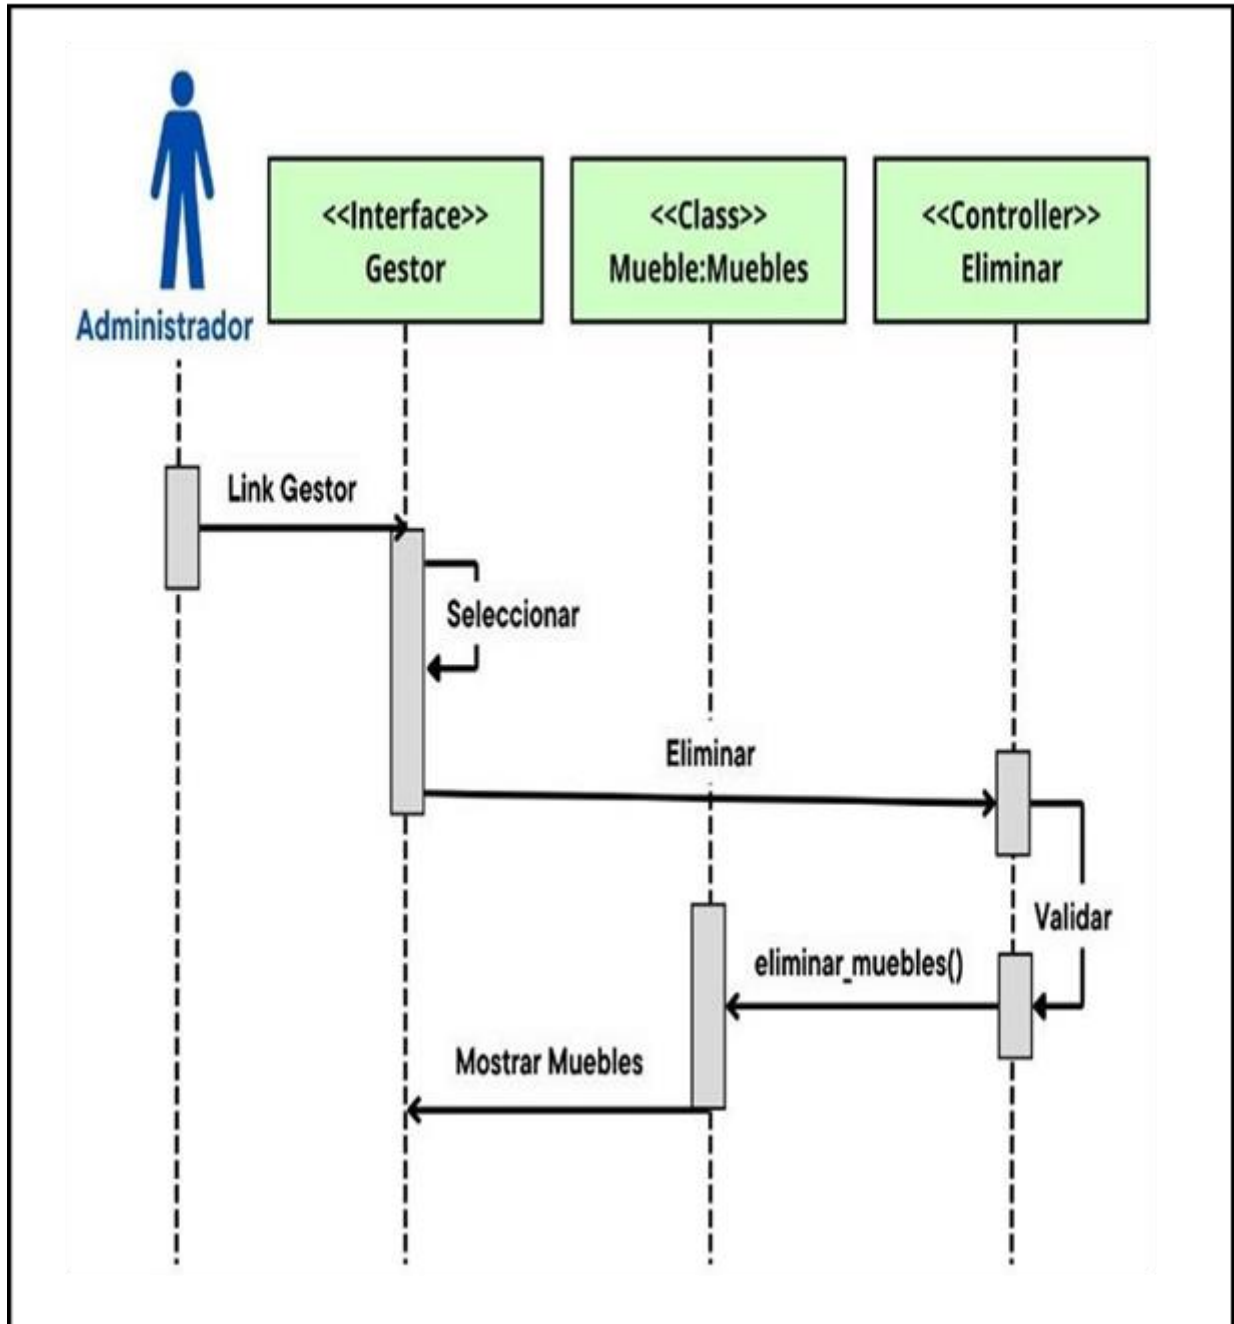 Administrador
<<Interface>>
Gestor
<<Class>>
Mueble:Muebles
<<Controller>>
Eliminar
Link Gestor
Seleccionar
Eliminar
Validar
eliminar_muebles()
Mostrar Muebles